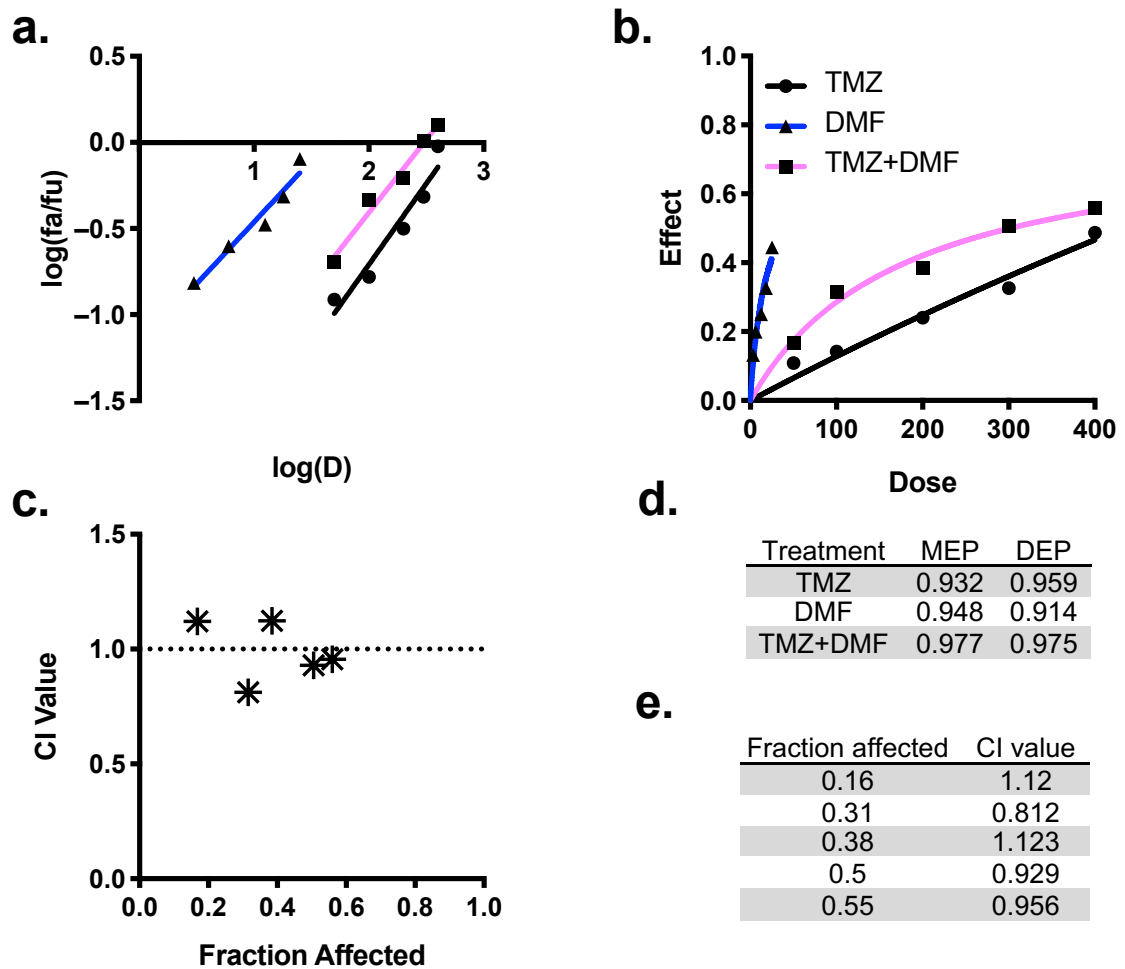 a.
0.5
0.0
–0.5
–1.0
–1.5
1 2 3
log(fa/fu)
log(D)
b.
1.0
0.8
0.6
0.4
0.2
0.0
0 100 200 300 400
Effect
Dose
TMZ
DMF
TMZ+DMF
c.
1.5
1.0
0.5
0.0
0.0 0.2 0.4 0.6 0.8 1.0
CI Value
Fraction Affected
d.
Treatment MEP DEP
TMZ 0.932 0.959
DMF 0.948 0.914
TMZ+DMF 0.977 0.975
e.
Fraction affected CI value
0.16 1.12
0.31 0.812
0.38 1.123
0.5 0.929
0.55 0.956